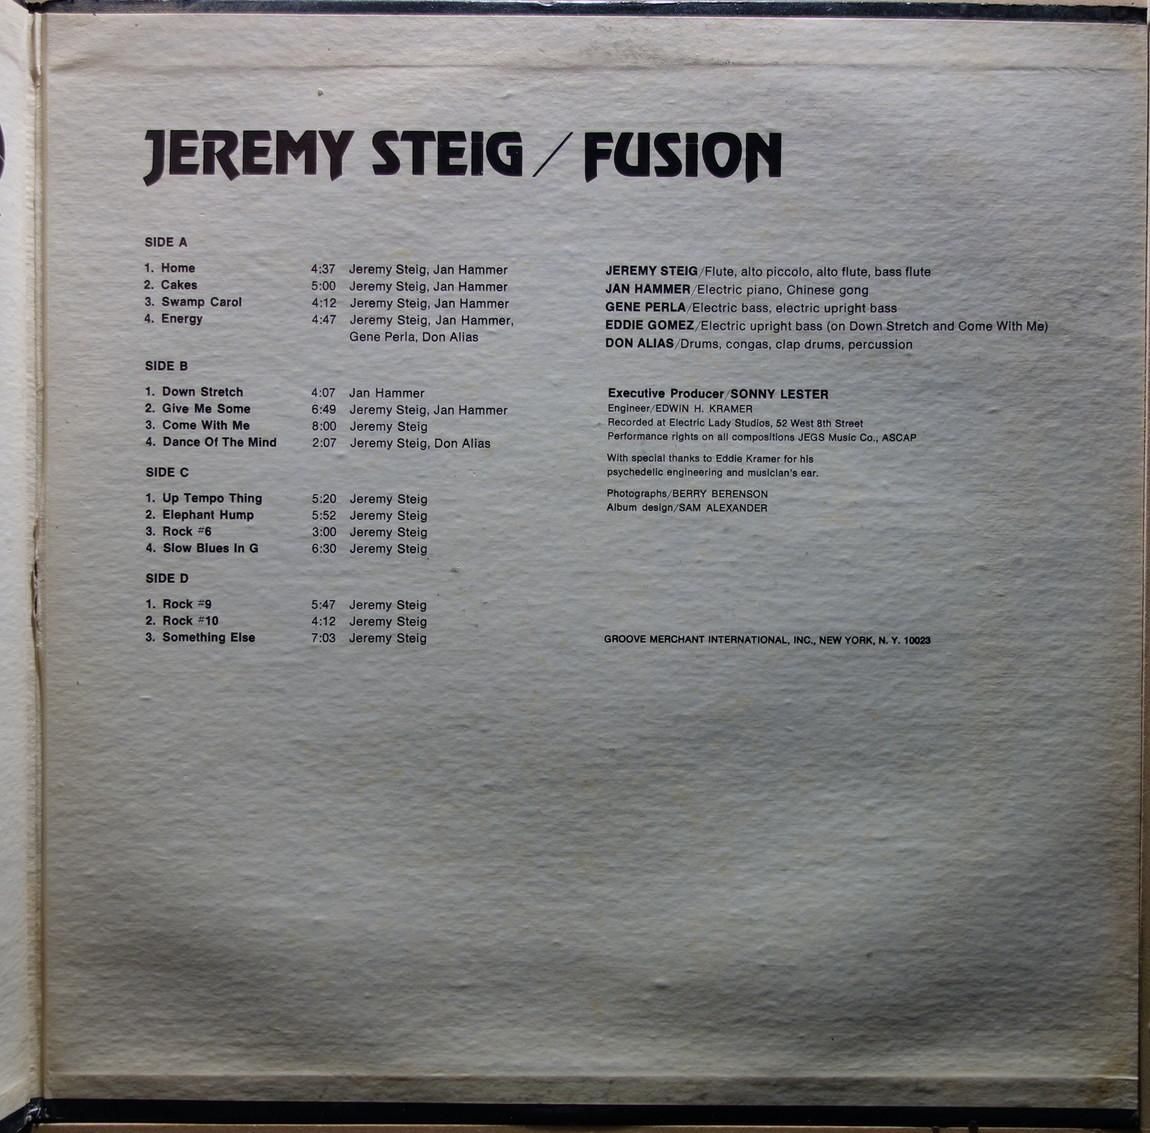 JEREMY STEIG / FUSION
SIDE A
1. Home 4:37 Jeremy Steig, Jan Hammer
2. Cakes 5:00 Jeremy Steig, Jan Hammer
3. Swamp Carol 4:12 Jeremy Steig, Jan Hammer
4. Energy 4:47 Jeremy Steig, Jan Hammer,
Gene Perla, Don Alias
SIDE B
1. Down Stretch 4:07 Jan Hammer
2. Give Me Some 6:49 Jeremy Steig, Jan Hammer
3. Come With Me 8:00 Jeremy Steig
4. Dance Of The Mind 2:07 Jeremy Steig, Don Alias
SIDE C
1. Up Tempo Thing 5:20 Jeremy Steig
2. Elephant Hump 5:52 Jeremy Steig
3. Rock #6 3:00 Jeremy Steig
4. Slow Blues In G 6:30 Jeremy Steig
SIDE D
1. Rock #9 5:47 Jeremy Steig
2. Rock #10 4:12 Jeremy Steig
3. Something Else 7:03 Jeremy Steig
JEREMY STEIG/Flute, alto piccolo, alto flute, bass flute
JAN HAMMER/Electric piano, Chinese gong
GENE PERLA/Electric bass, electric upright bass
EDDIE GOMEZ/Electric upright bass (on Down Stretch and Come With Me)
DON ALIAS/Drums, congas, clap drums, percussion
Executive Producer/SONNY LESTER
Engineer/EDWIN H. KRAMER
Recorded at Electric Lady Studios, 52 West 8th Street
Performance rights on all compositions JEGS Music Co., ASCAP
With special thanks to Eddie Kramer for his
psychedelic engineering and musician's ear.
Photographs/BERRY BERENSON
Album design/SAM ALEXANDER
GROOVE MERCHANT INTERNATIONAL, INC., NEW YORK, N. Y. 10023